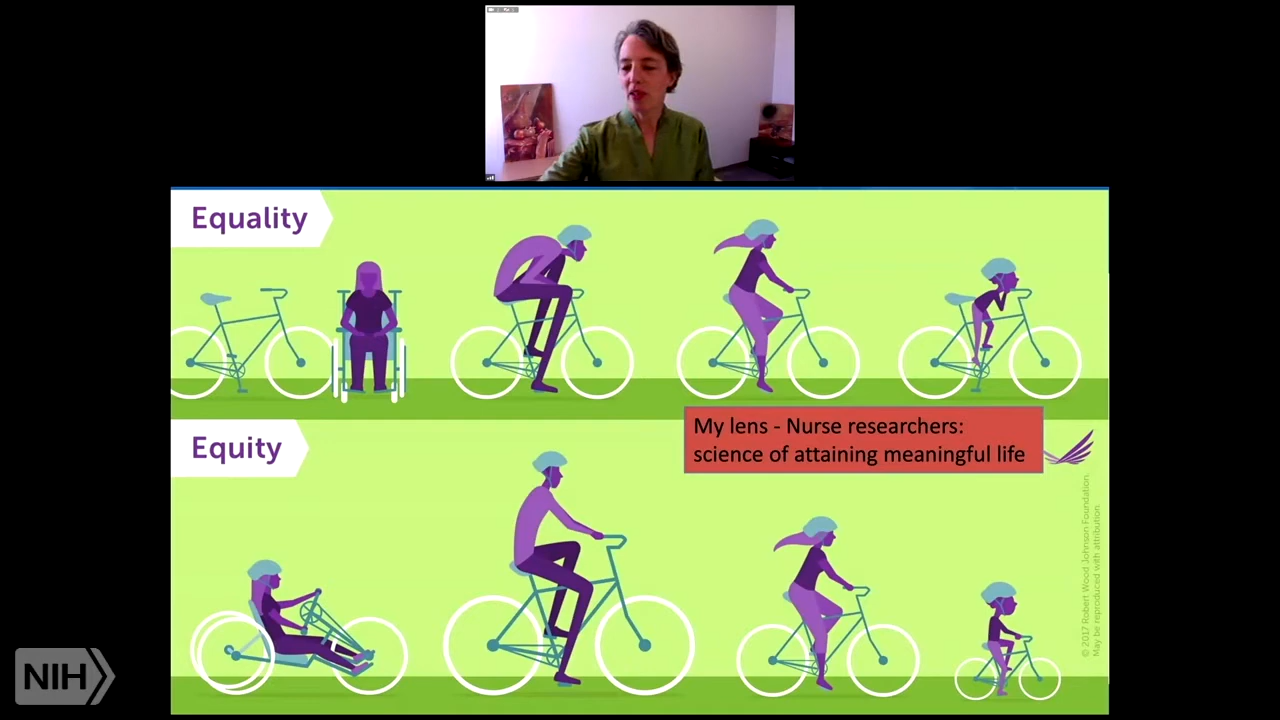 Equality
My lens - Nurse researchers:
science of attaining meaningful life
Equity
© 2017 Robert Wood Johnson Foundation.
May be reproduced with attribution.
NIH